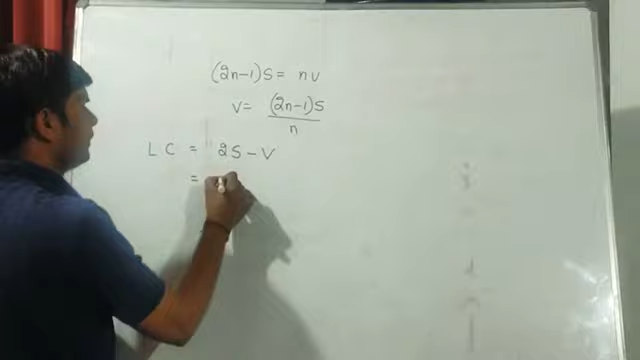 (2n-1)S = nv
v = (2n-1)S
n
LC = 2S - V
=